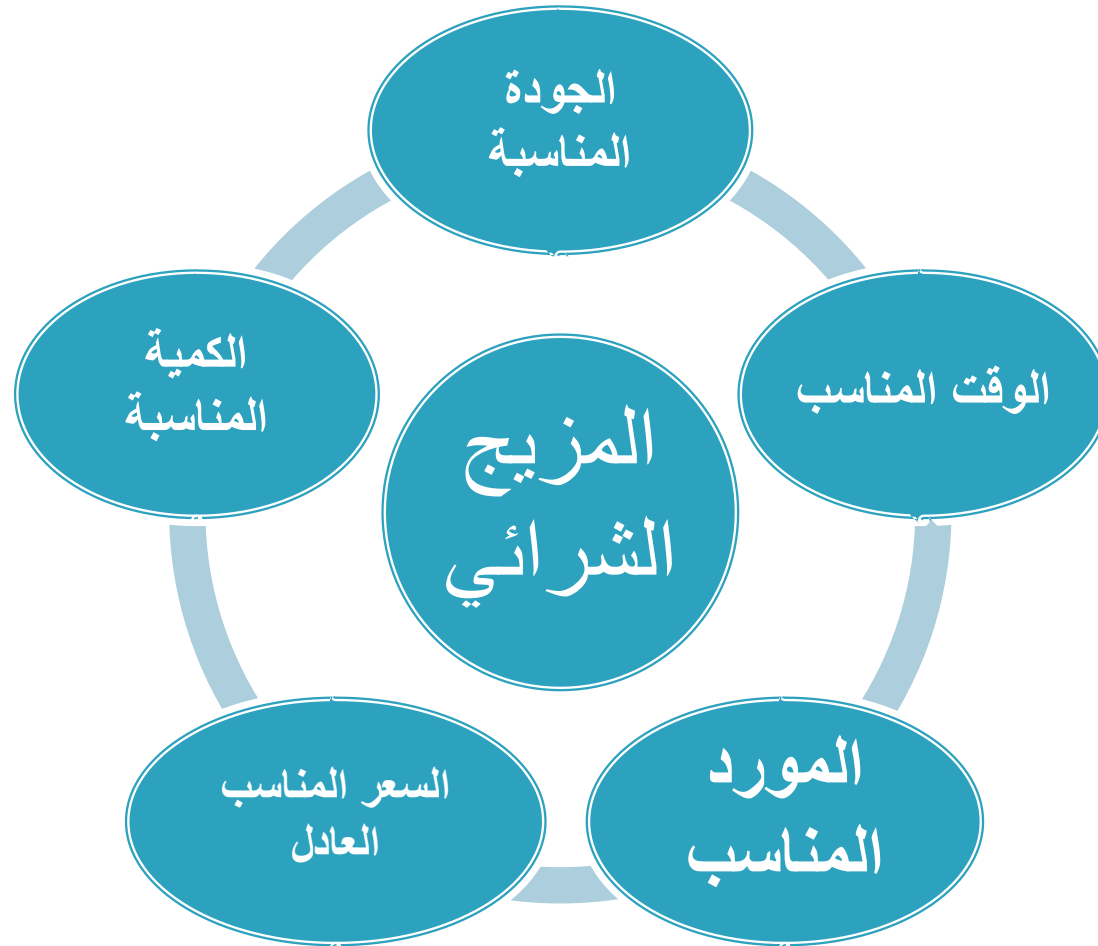 الجودة
المناسبة
الوقت المناسب
الكمية
المناسبة
المزيج
الشرائي
المورد
المناسب
السعر المناسب
العادل